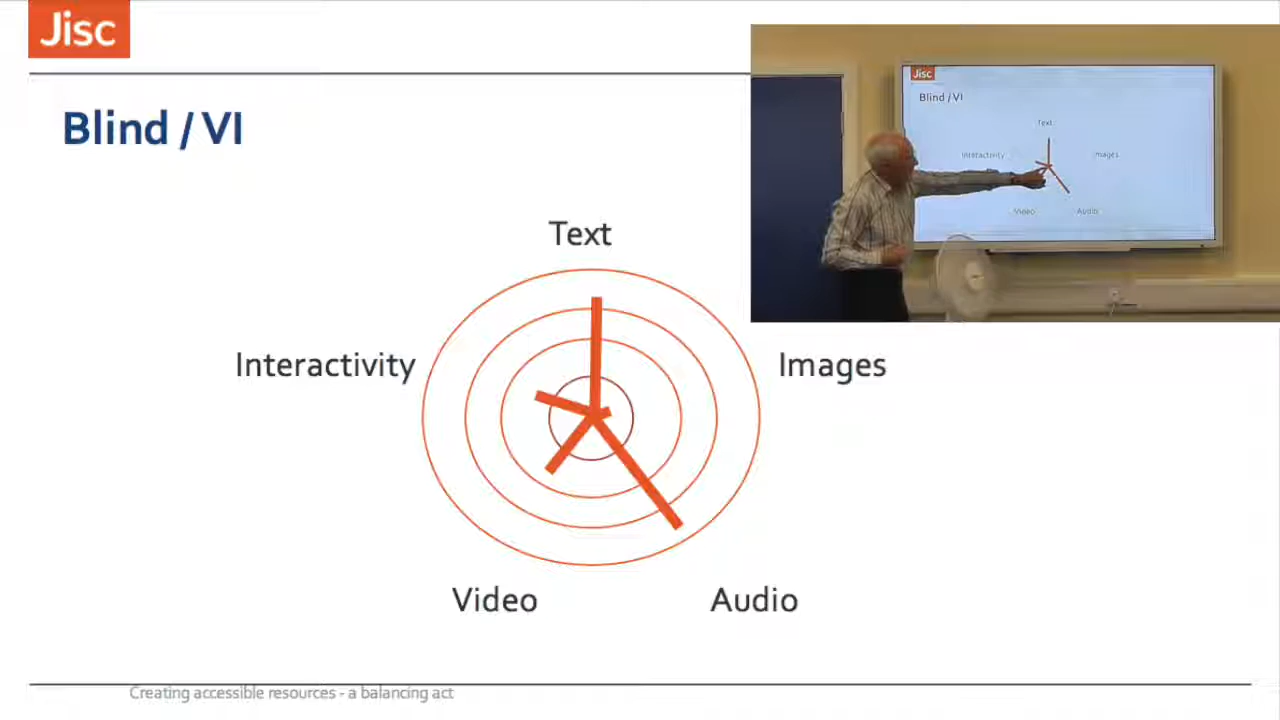 Jisc
Blind / VI
Text
Interactivity
Images
Video
Audio
Creating accessible resources - a balancing act
Jisc
Blind / VI
Text
Interactivity
Images
Video
Audio